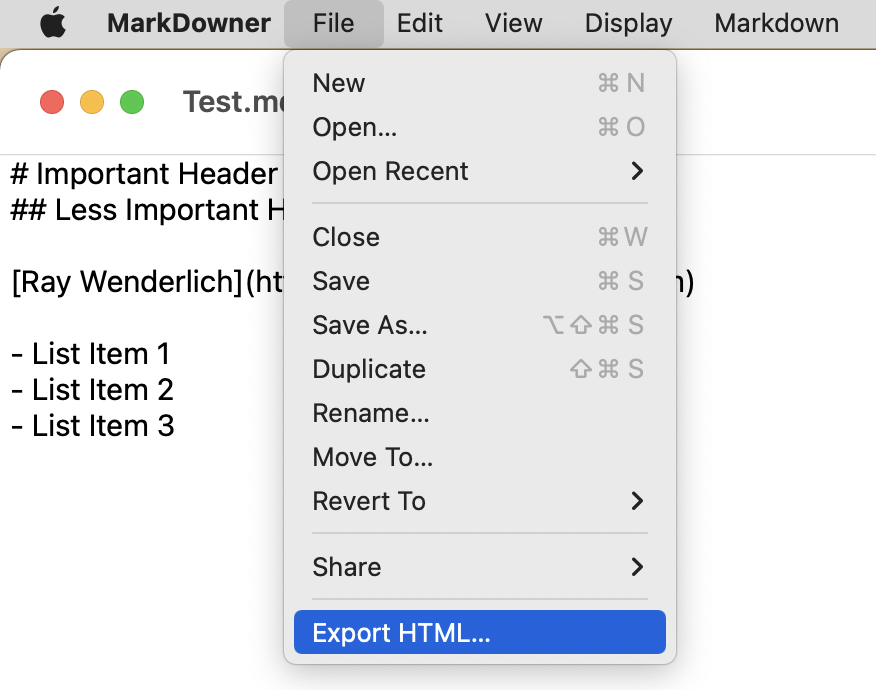 MarkDowner File Edit View Display Markdown
Test.m
# Important Header
## Less Important H
[Ray Wenderlich](ht )
- List Item 1
- List Item 2
- List Item 3
New ⌘ N
Open... ⌘ O
Open Recent >
Close ⌘ W
Save ⌘ S
Save As... ⌥⇧⌘ S
Duplicate ⇧⌘ S
Rename...
Move To...
Revert To >
Share >
Export HTML...